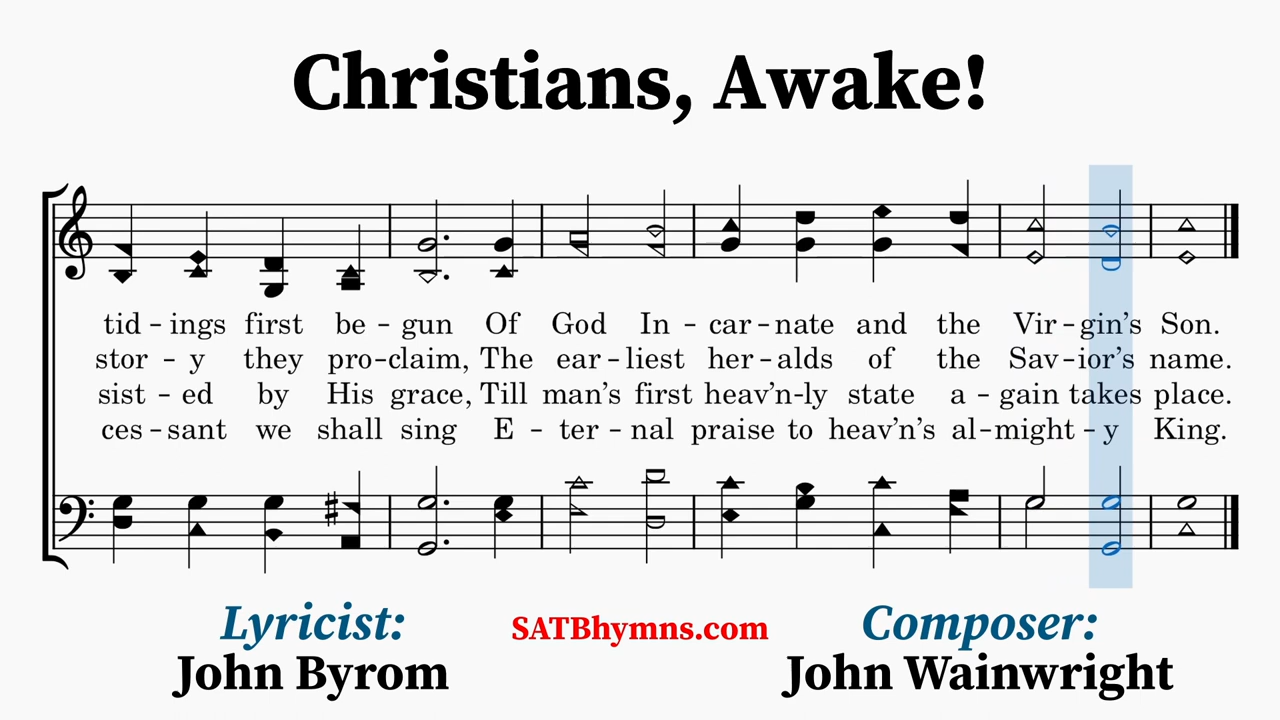 Christians, Awake!
tid - ings first be - gun Of God In - car - nate and the Vir - gin's Son.
stor - y they pro - claim, The ear - liest her - alds of the Sav - ior's name.
sist - ed by His grace, Till man's first heav'n - ly state a - gain takes place.
ces - sant we shall sing E - ter - nal praise to heav'n's al - might - y King.
Lyricist:
John Byrom
SATBhymns.com
Composer:
John Wainwright